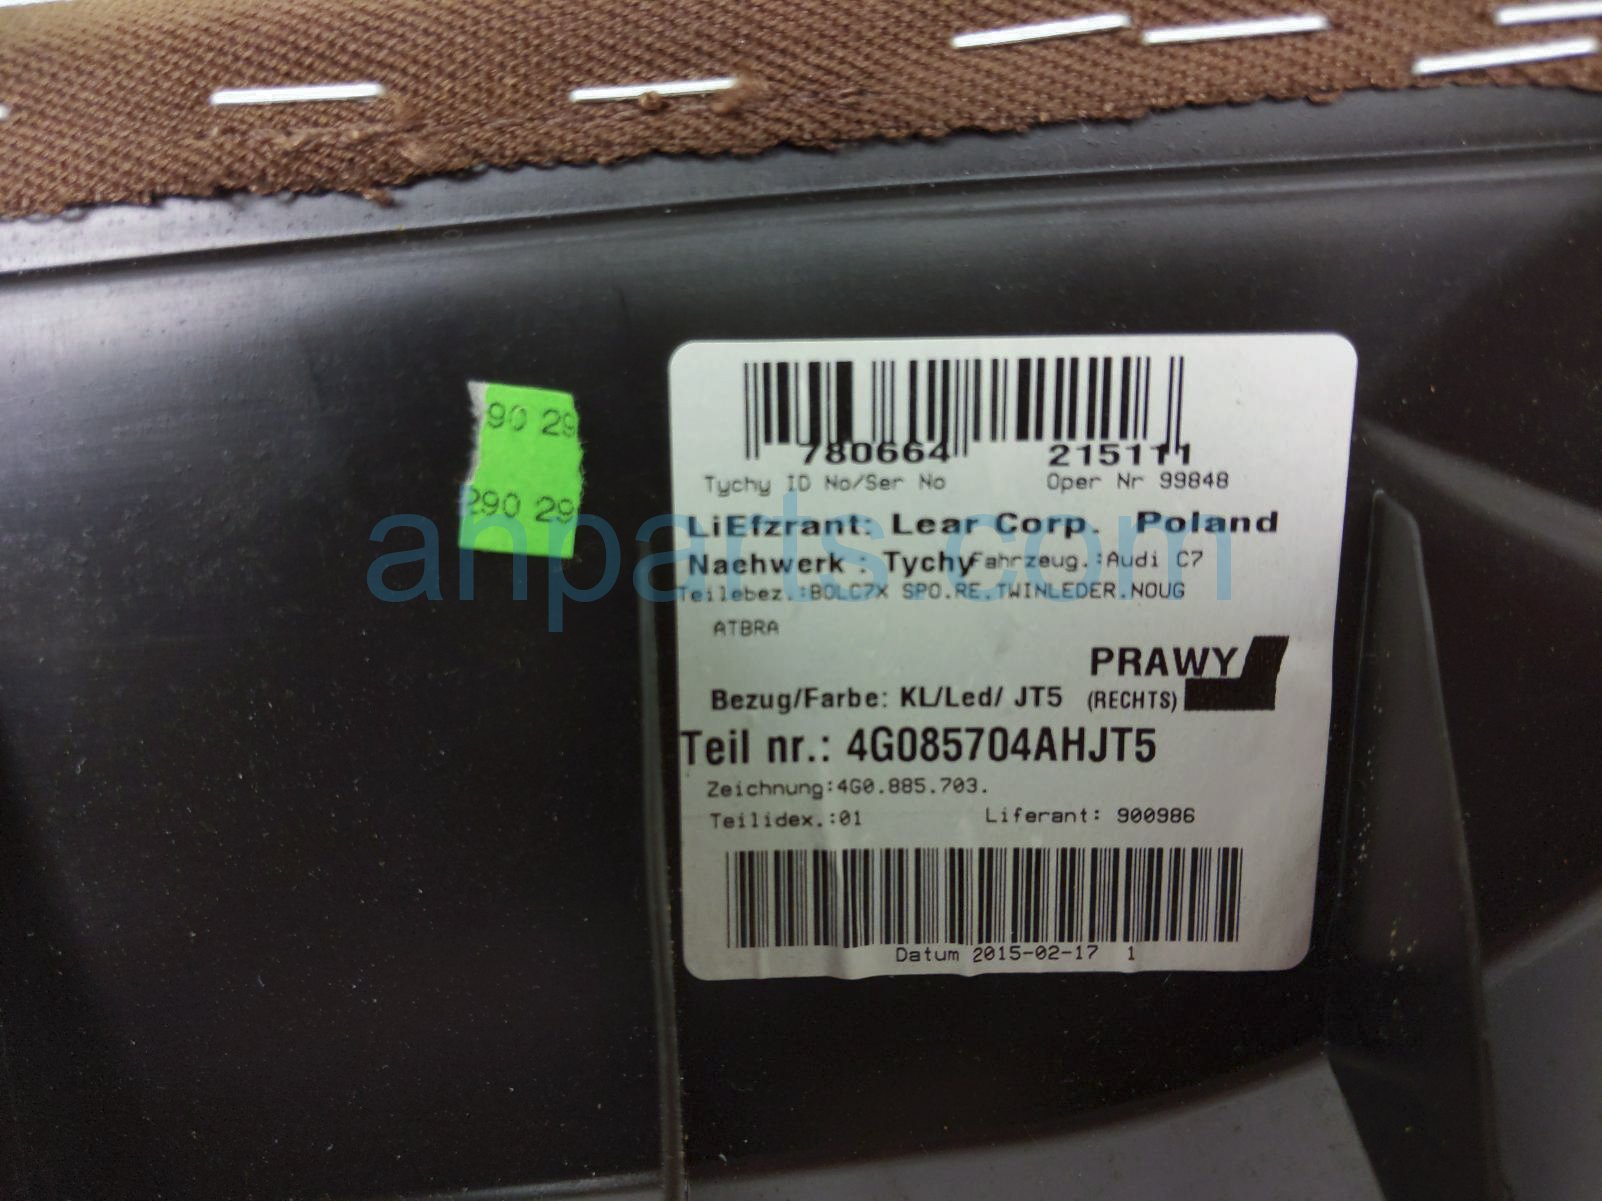 90 29
290 29
780664 215111
Tychy ID No/Ser No Oper Nr 99848
LiEfzrant: Lear Corp. Poland
Naehwerk : Tychy Fahrzeug.:Audi C7
Teilebez.:BOLC7X SPO.RE.TWINLEDER.NOUG
ATBRA
PRAWY
Bezug/Farbe: KL/Led/ JT5 (RECHTS)
Teil nr.: 4G085704AHJT5
Zeichnung:4G0.885.703.
Teilidex.:01 Liferant: 900986
Datum 2015-02-17 1
anparts.com